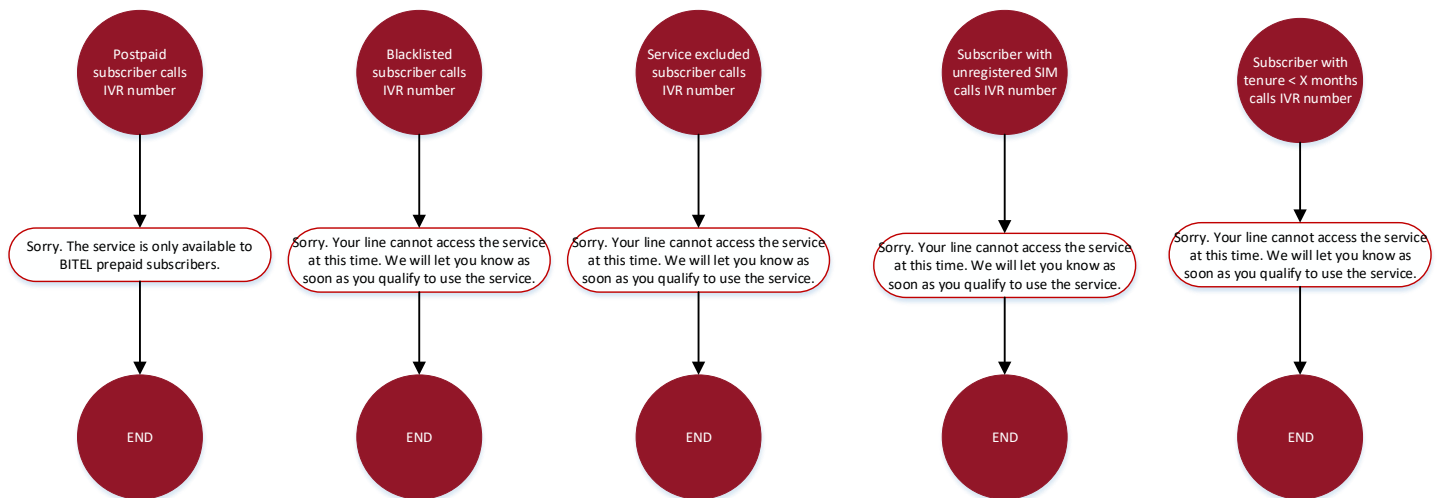 Postpaid
subscriber calls
IVR number
Blacklisted
subscriber calls
IVR number
Service excluded
subscriber calls
IVR number
Subscriber with
unregistered SIM
calls IVR number
Subscriber with
tenure < X months
calls IVR number
Sorry. The service is only available to
BITEL prepaid subscribers.
Sorry. Your line cannot access the service
at this time. We will let you know as
soon as you qualify to use the service.
Sorry. Your line cannot access the service
at this time. We will let you know as
soon as you qualify to use the service.
Sorry. Your line cannot access the service
at this time. We will let you know as
soon as you qualify to use the service.
Sorry. Your line cannot access the service
at this time. We will let you know as
soon as you qualify to use the service.
END
END
END
END
END